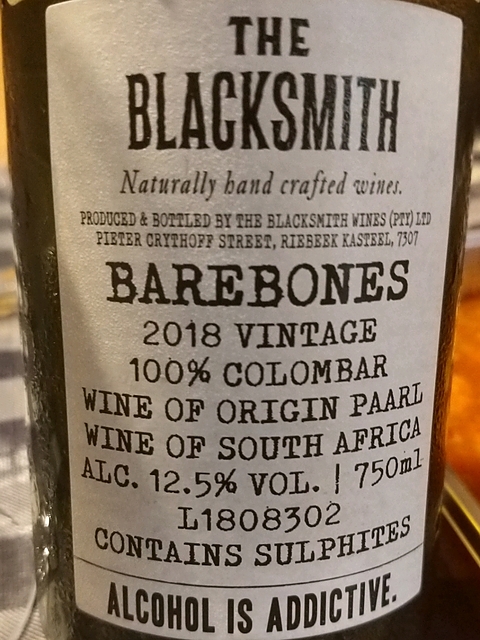 THE
BLACKSMITH
Naturally hand crafted wines.
PRODUCED & BOTTLED BY THE BLACKSMITH WINES (PTY) LTD
PIETER CRYTHOFF STREET, RIEBEEK KASTEEL, 7307
BAREBONES
2018 VINTAGE
100% COLOMBAR
WINE OF ORIGIN PAARL
WINE OF SOUTH AFRICA
ALC. 12.5% VOL. | 750ml
L1808302
CONTAINS SULPHITES
ALCOHOL IS ADDICTIVE.